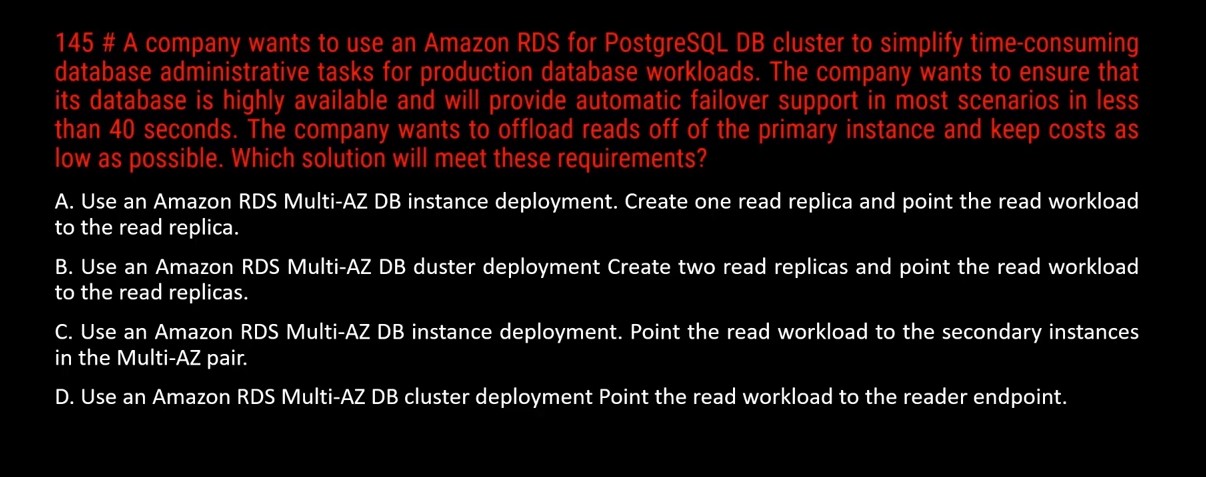 145 # A company wants to use an Amazon RDS for PostgreSQL DB cluster to simplify time-consuming
database administrative tasks for production database workloads. The company wants to ensure that
its database is highly available and will provide automatic failover support in most scenarios in less
than 40 seconds. The company wants to offload reads off of the primary instance and keep costs as
low as possible. Which solution will meet these requirements?
A. Use an Amazon RDS Multi-AZ DB instance deployment. Create one read replica and point the read workload
to the read replica.
B. Use an Amazon RDS Multi-AZ DB duster deployment Create two read replicas and point the read workload
to the read replicas.
C. Use an Amazon RDS Multi-AZ DB instance deployment. Point the read workload to the secondary instances
in the Multi-AZ pair.
D. Use an Amazon RDS Multi-AZ DB cluster deployment Point the read workload to the reader endpoint.